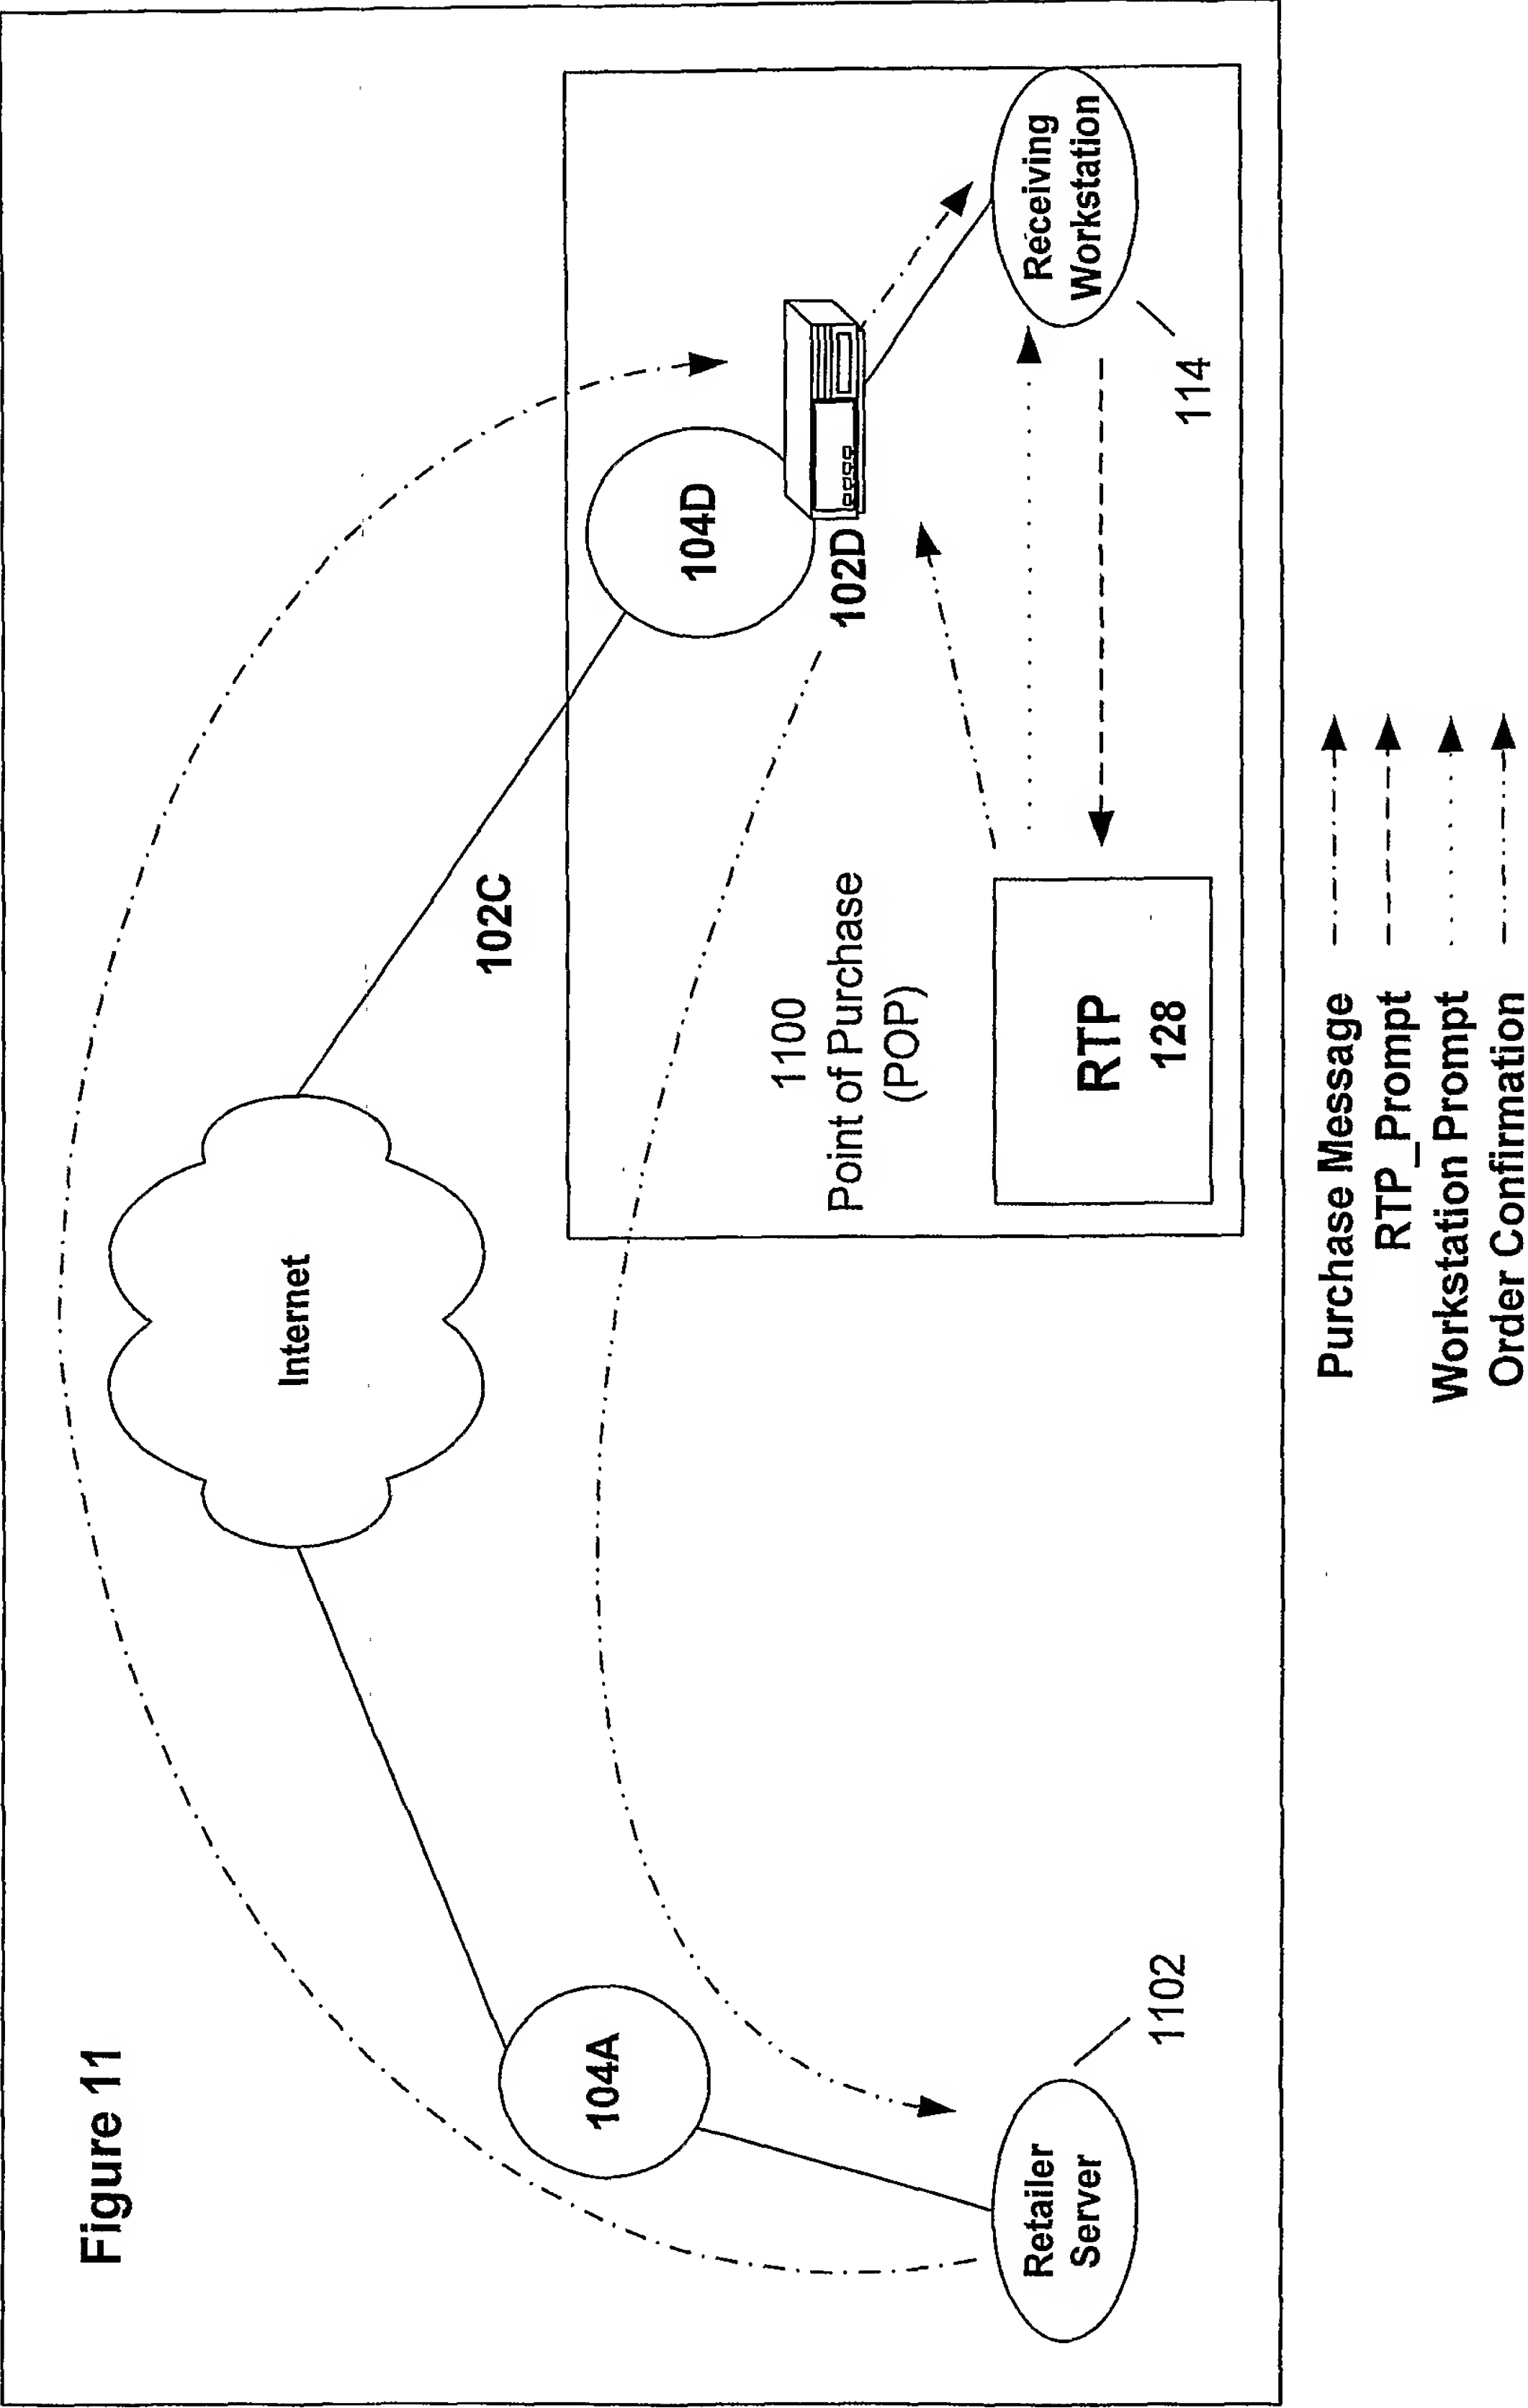 Figure 11
Internet
102C
104A
104D
102D
1100
Point of Purchase
(POP)
RTP
128
Receiving
Workstation
114
Retailer
Server
1102
Purchase Message
RTP_Prompt
Workstation Prompt
Order Confirmation